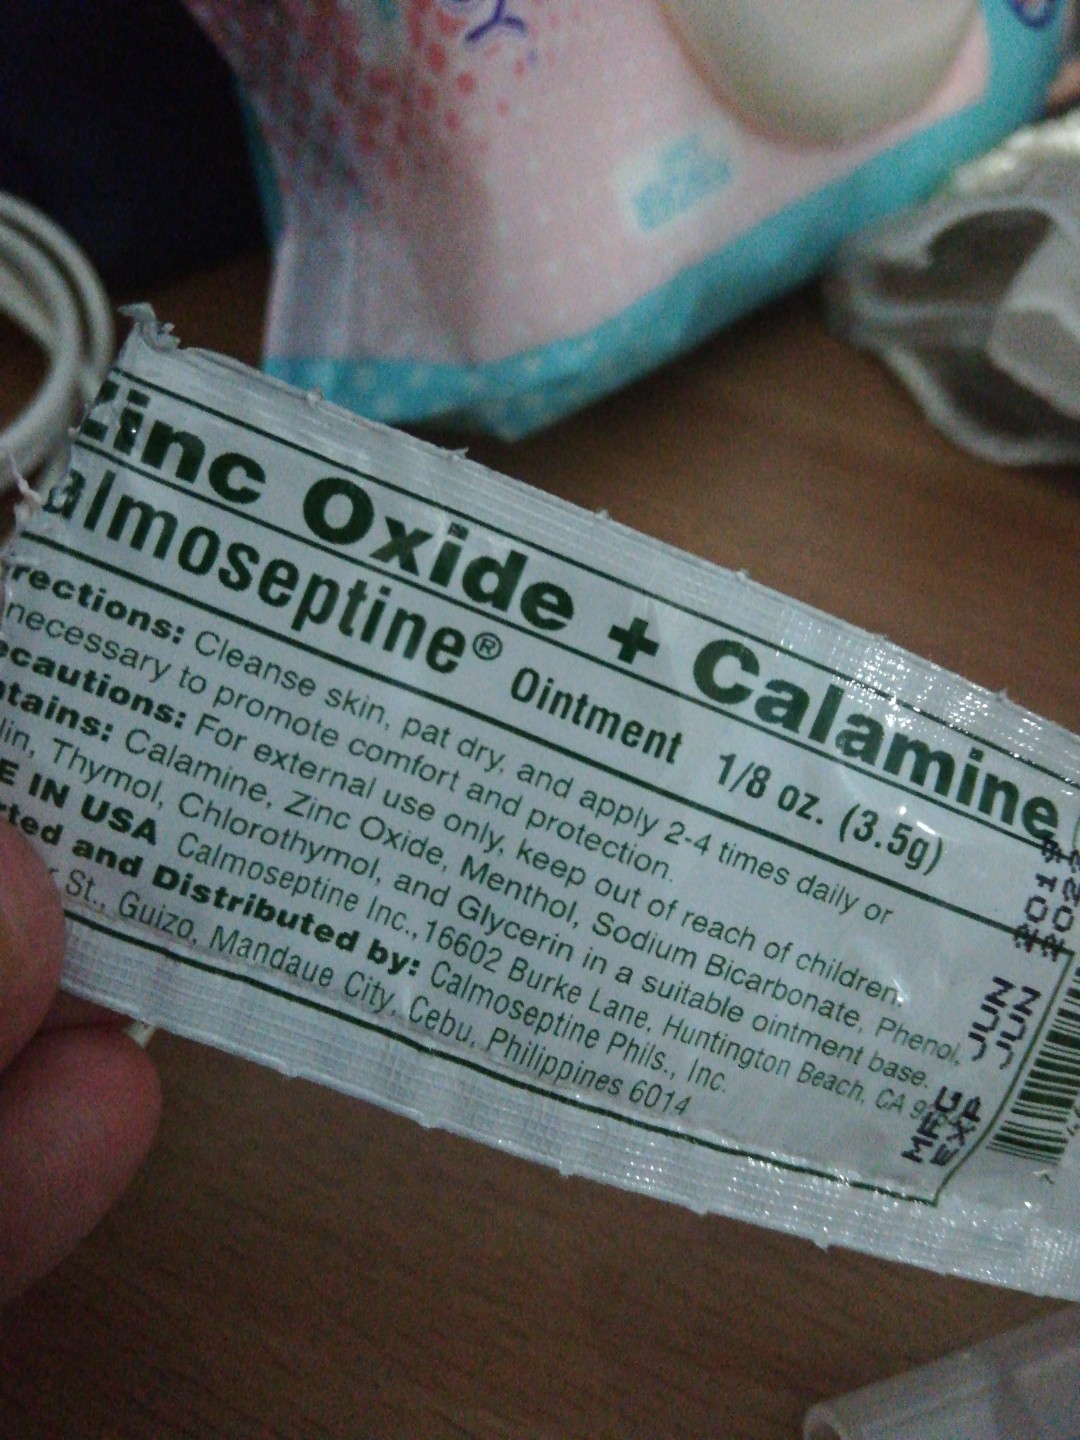 Zinc Oxide + Calamine
almoseptine® Ointment 1/8 oz. (3.5g)
rections: Cleanse skin, pat dry, and apply 2-4 times daily or
necessary to promote comfort and protection.
ecautions: For external use only, keep out of reach of children.
ntains: Calamine, Zinc Oxide, Menthol, Sodium Bicarbonate, Phenol,
lin, Thymol, Chlorothymol, and Glycerin in a suitable ointment base.
E IN USA Calmoseptine Inc., 16602 Burke Lane, Huntington Beach, CA 9
rted and Distributed by: Calmoseptine Phils., Inc.
r St., Guizo, Mandaue City, Cebu, Philippines 6014
MFG JUN 2019
EXP JUN